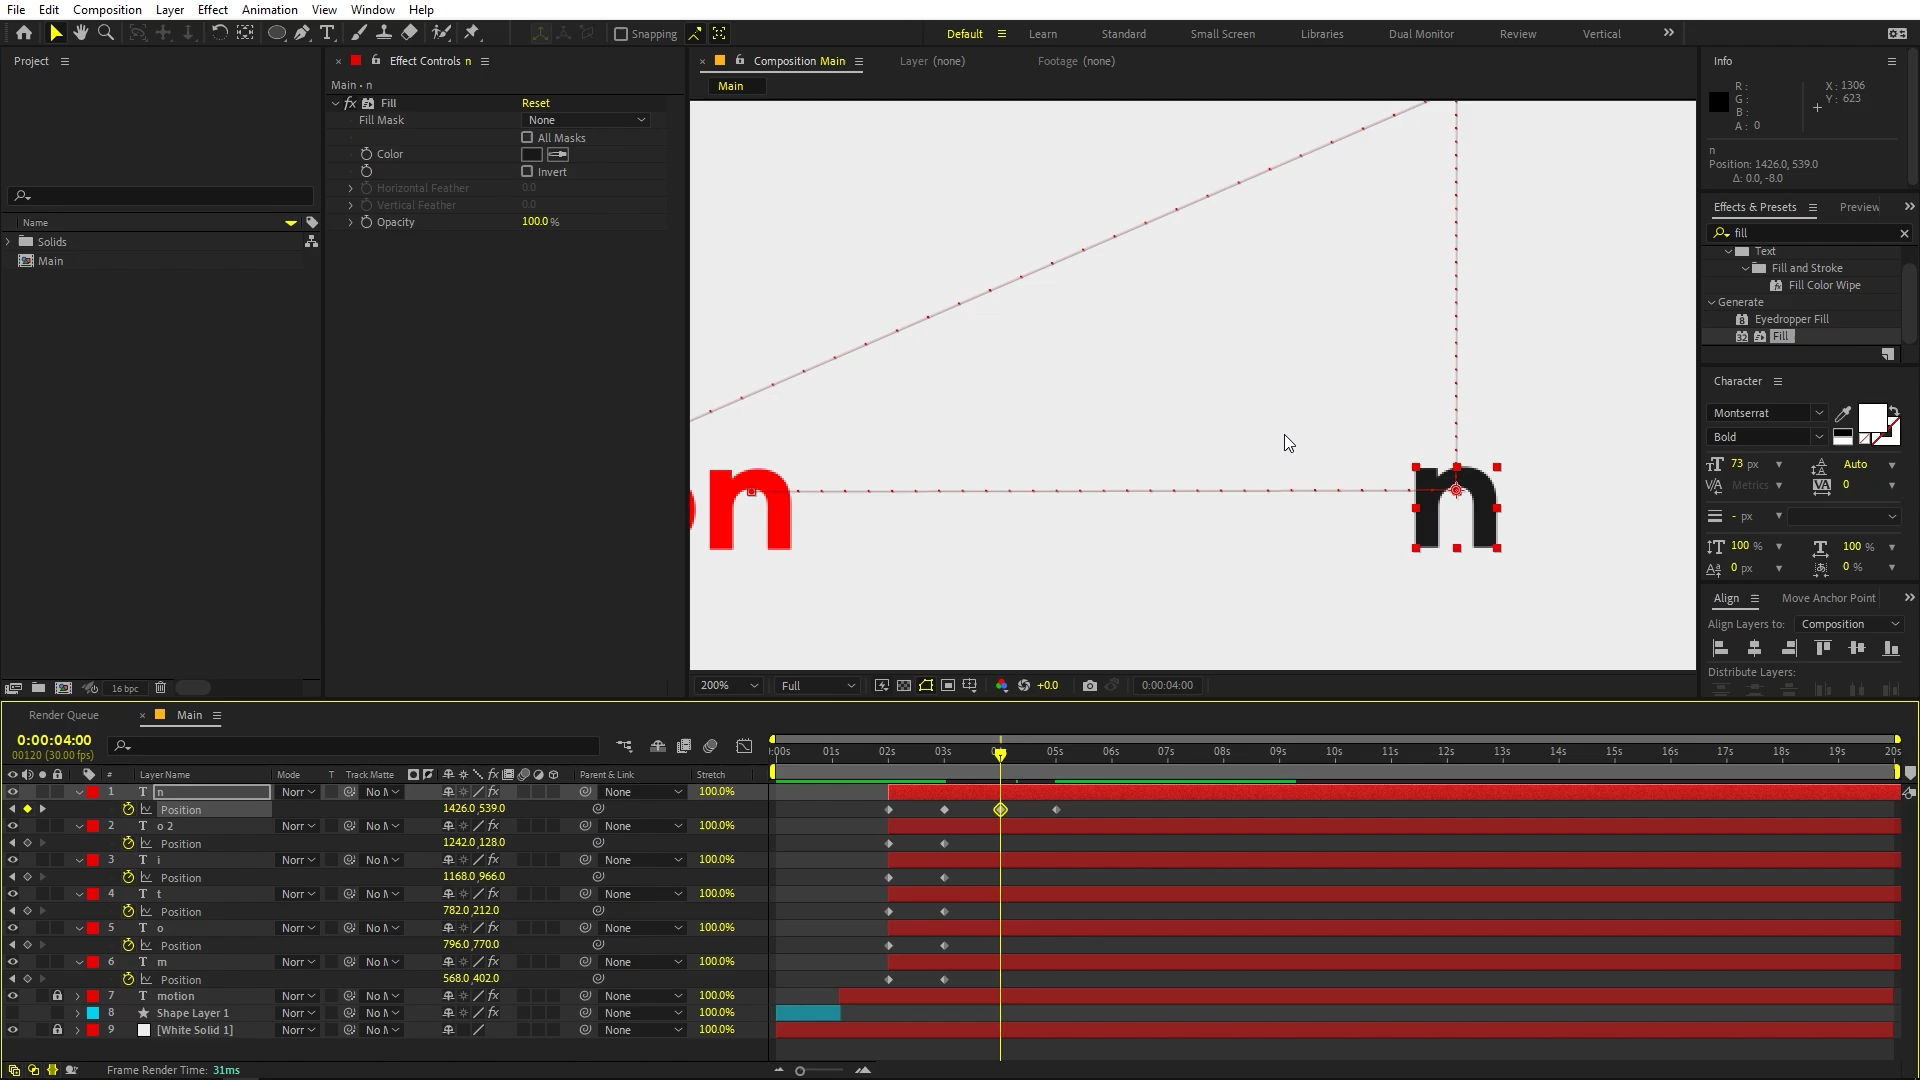 File Edit Composition Layer Effect Animation View Window Help
Snapping
Default Learn Standard Small Screen Libraries Dual Monitor Review Vertical
Project
Name
Solids
Main
16 bpc
Effect Controls n
Main • n
fx Fill Reset
Fill Mask None
All Masks
Color
Invert
Horizontal Feather 0.0
Vertical Feather 0.0
Opacity 100.0 %
Composition Main Layer (none) Footage (none)
Main
n n
200% Full +0.0 0:00:04:00
Info
R :
G :
B :
A : 0
X : 1306
Y : 623
n
Position: 1426.0, 539.0
Δ: 0.0, -8.0
Effects & Presets Preview
fill
Text
Fill and Stroke
Fill Color Wipe
Generate
Eyedropper Fill
Fill
Character
Montserrat
Bold
73 px Auto
Metrics 0
- px
100 % 100 %
0 px 0 %
Align Move Anchor Point
Align Layers to: Composition
Distribute Layers:
Render Queue Main
0:00:04:00
00120 (30.00 fps)
:00s 01s 02s 03s 05s 06s 07s 08s 09s 10s 11s 12s 13s 14s 15s 16s 17s 18s 19s 20s
# Layer Name Mode T Track Matte Parent & Link Stretch
1 T n Norr No M None 100.0%
Position 1426.0,539.0
2 T o 2 Norr No M None 100.0%
Position 1242.0,128.0
3 T i Norr No M None 100.0%
Position 1168.0,966.0
4 T t Norr No M None 100.0%
Position 782.0,212.0
5 T o Norr No M None 100.0%
Position 796.0,770.0
6 T m Norr No M None 100.0%
Position 568.0,402.0
7 T motion Norr No M None 100.0%
8 Shape Layer 1 Norr No M None 100.0%
9 [White Solid 1] Norr No M None 100.0%
Frame Render Time: 31ms